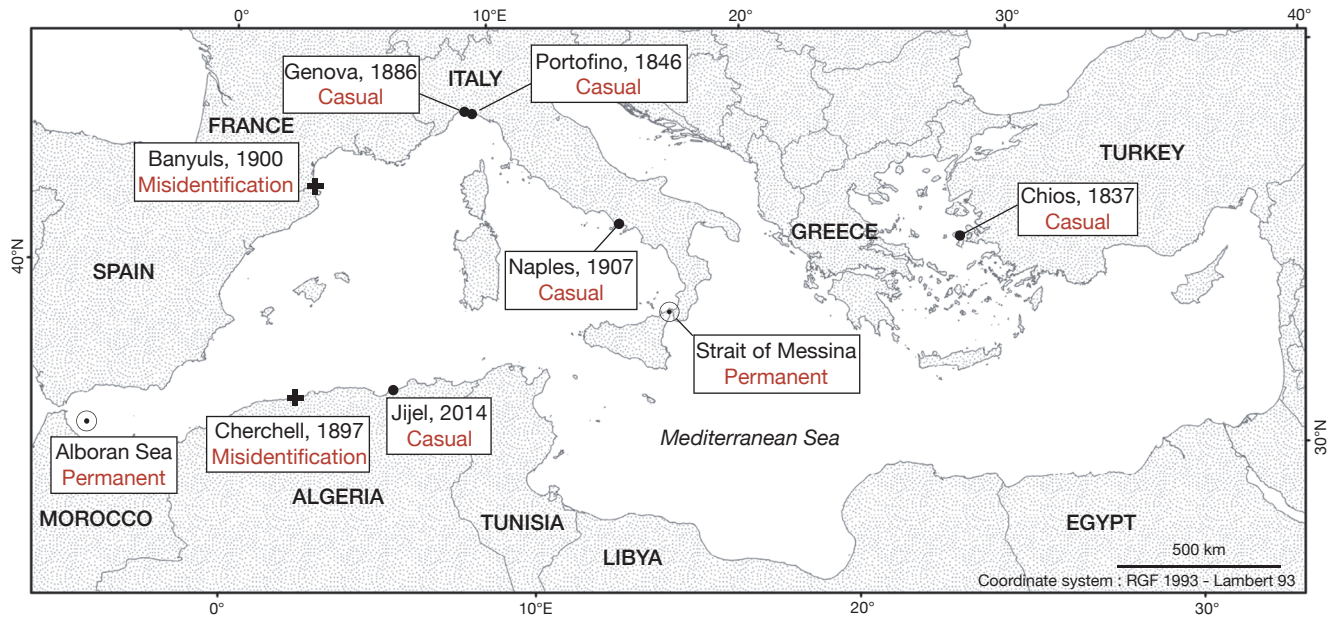 0°
10°E
20°
30°
40°
Genova, 1886
Casual
ITALY
Portofino, 1846
Casual
FRANCE
Banyuls, 1900
Misidentification
TURKEY
Chios, 1837
Casual
GREECE
40°N
SPAIN
Naples, 1907
Casual
Strait of Messina
Permanent
Jijel, 2014
Casual
Cherchell, 1897
Misidentification
Alboran Sea
Permanent
Mediterranean Sea
30°N
ALGERIA
MOROCCO
TUNISIA
LIBYA
EGYPT
500 km
Coordinate system : RGF 1993 - Lambert 93
0°
10°E
20°
30°